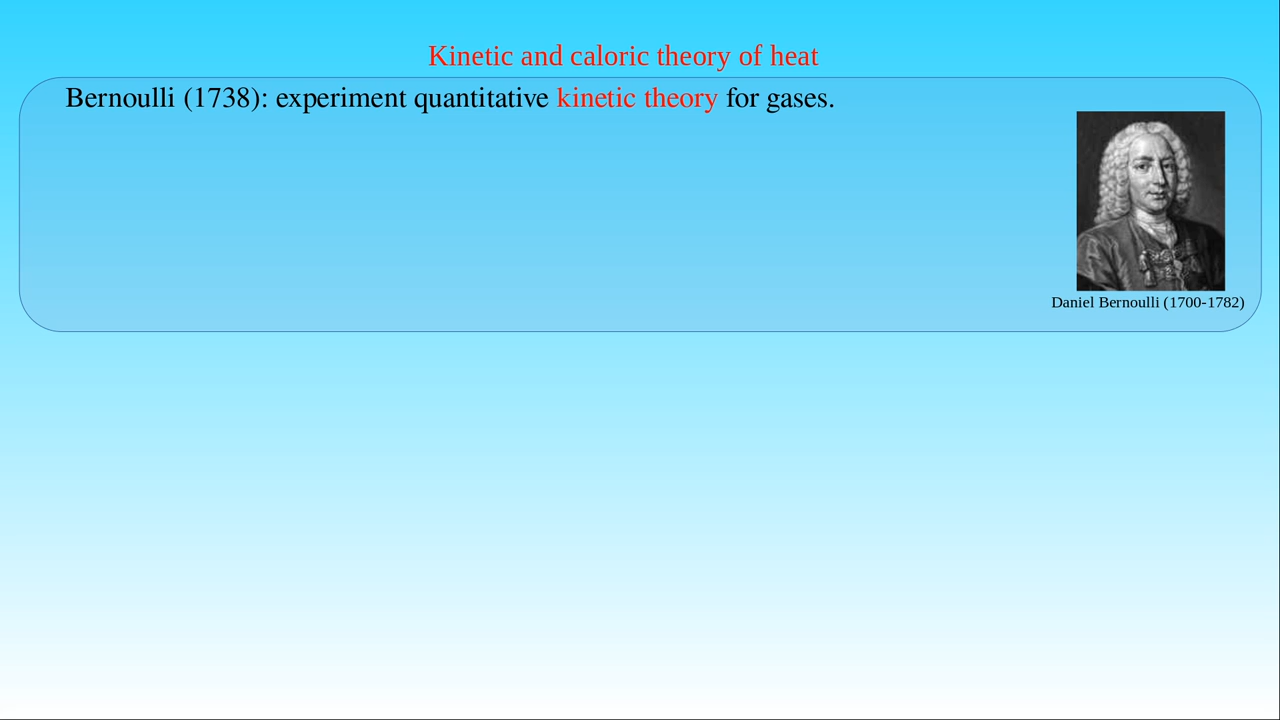 Kinetic and caloric theory of heat
Bernoulli (1738): experiment quantitative kinetic theory for gases.
Daniel Bernoulli (1700-1782)